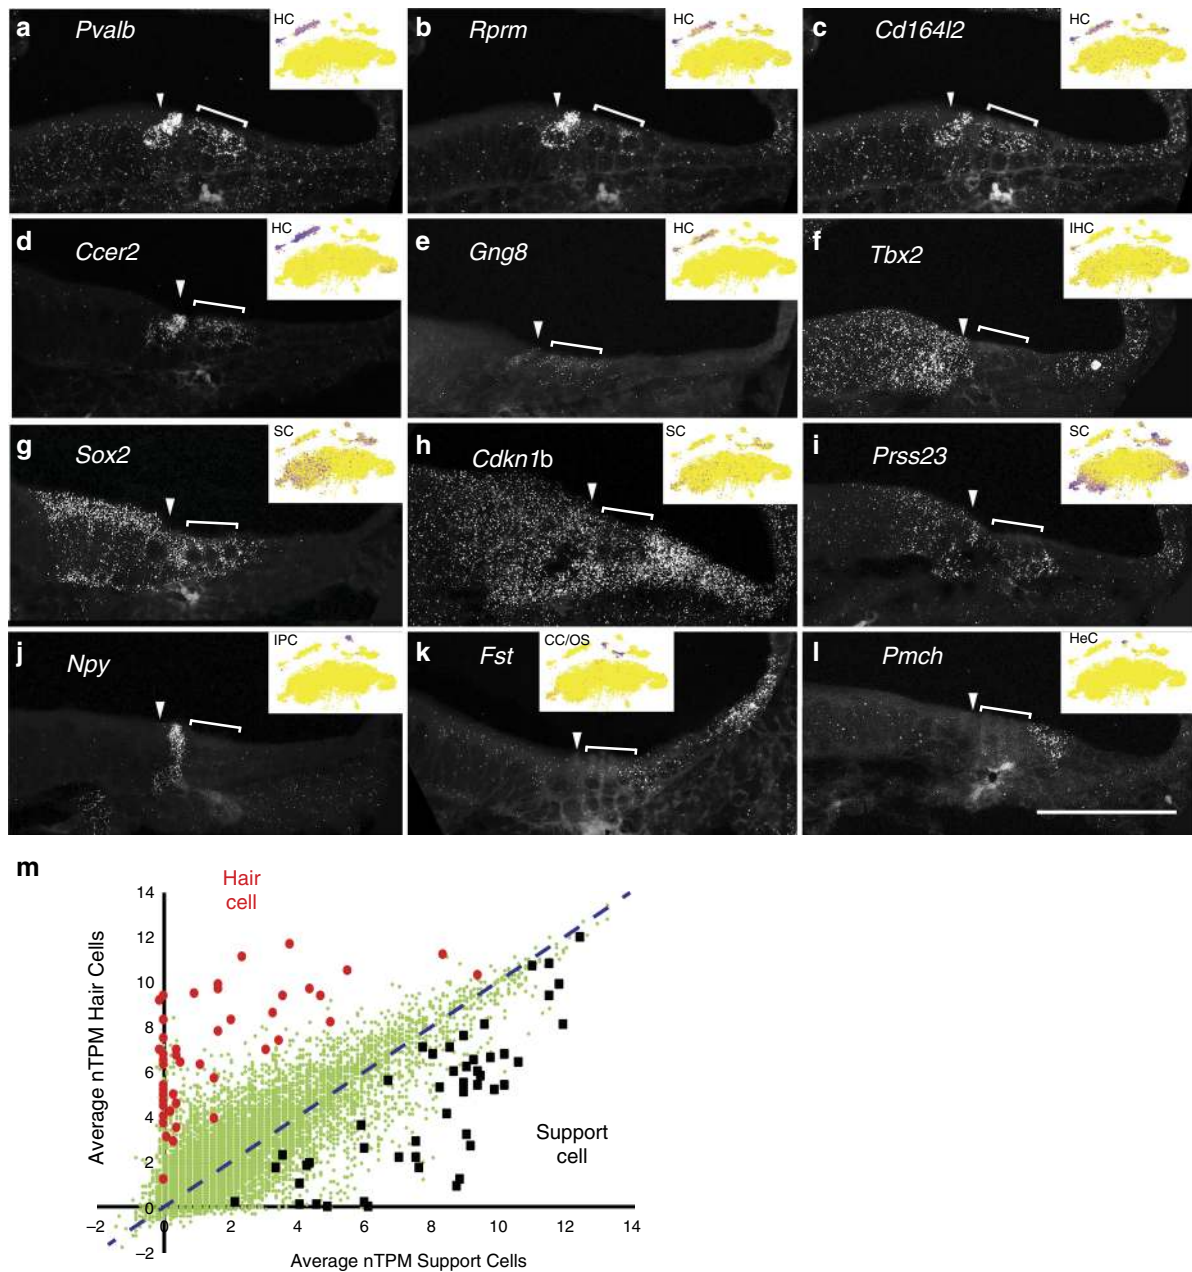 a
Pvalb
HC
b
Rprm
HC
c
Cd164l2
HC
d
Ccer2
HC
e
Gng8
HC
f
Tbx2
IHC
g
Sox2
SC
h
Cdkn1b
SC
i
Prss23
SC
j
Npy
IPC
k
Fst
CC/OS
l
Pmch
HeC
m
Hair
cell
14
12
10
8
6
4
2
0
–2
Average nTPM Hair Cells
Support
cell
–2
0
2
4
6
8
10
12
14
Average nTPM Support Cells